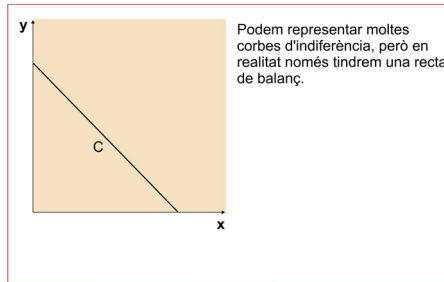 y
Podem representar moltes
corbes d'indiferència, però en
realitat només tindrem una recta
de balanç.
C
x